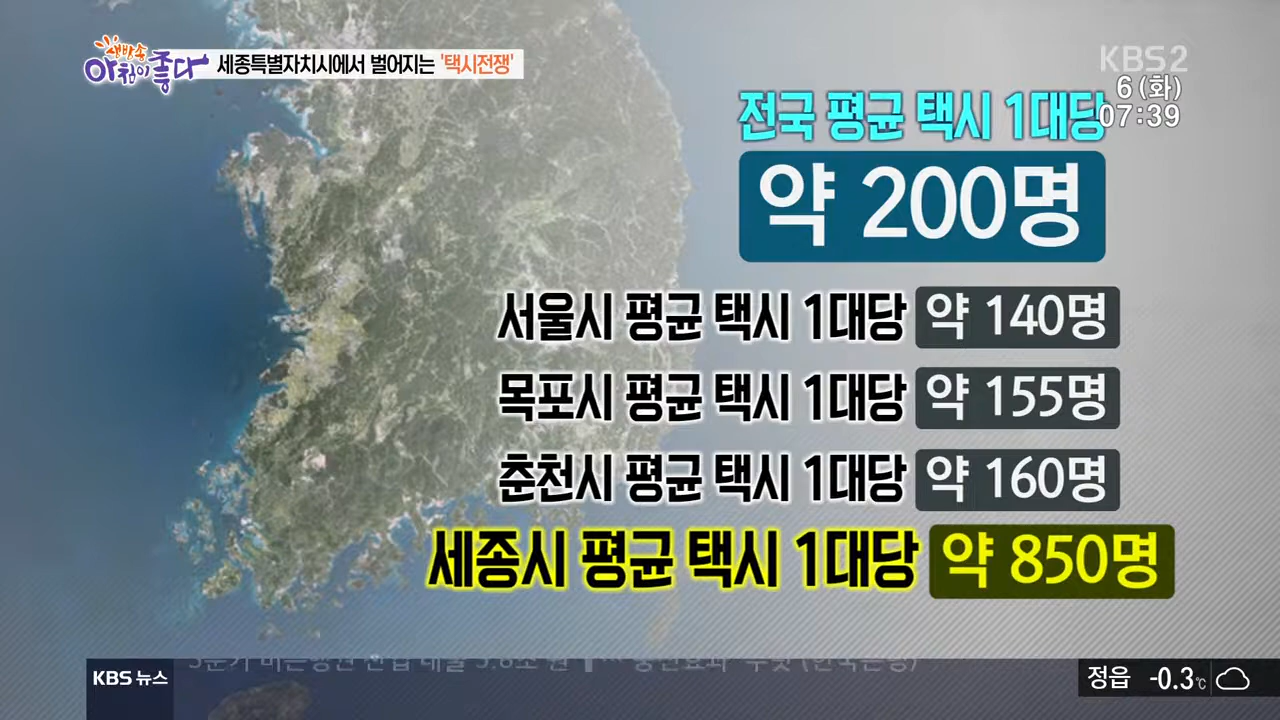 생방송
아침이 좋다
세종특별자치시에서 벌어지는 '택시전쟁'
KBS2
6 (화)
07:39
전국 평균 택시 1대당
약 200명
서울시 평균 택시 1대당 약 140명
목포시 평균 택시 1대당 약 155명
춘천시 평균 택시 1대당 약 160명
세종시 평균 택시 1대당 약 850명
KBS 뉴스
정읍 -0.3℃